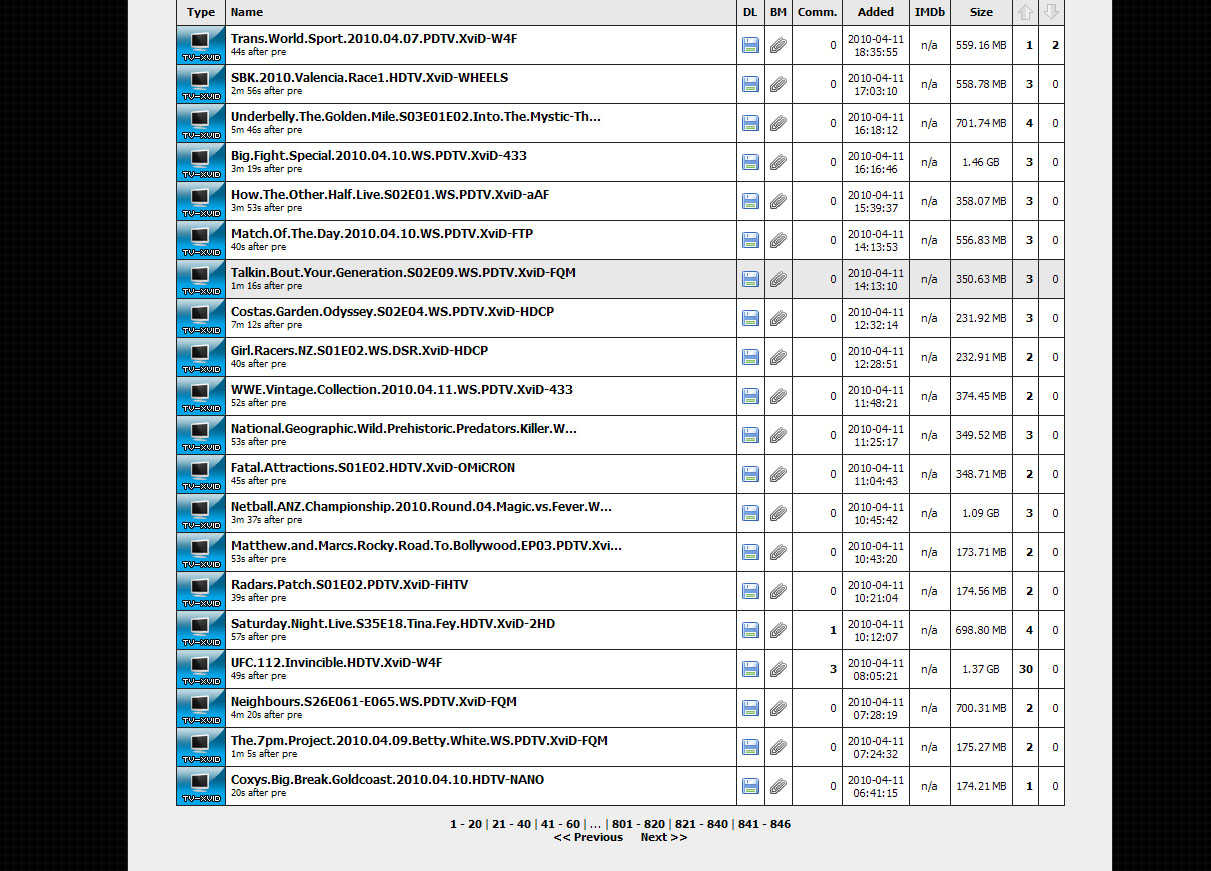 Type Name DL BM Comm. Added IMDb Size
TV-XVID Trans.World.Sport.2010.04.07.PDTV.XviD-W4F 0 2010-04-11 18:35:55 n/a 559.16 MB 1 2
44s after pre
TV-XVID SBK.2010.Valencia.Race1.HDTV.XviD-WHEELS 0 2010-04-11 17:03:10 n/a 558.78 MB 3 0
2m 56s after pre
TV-XVID Underbelly.The.Golden.Mile.S03E01E02.Into.The.Mystic-Th... 0 2010-04-11 16:18:12 n/a 701.74 MB 4 0
5m 46s after pre
TV-XVID Big.Fight.Special.2010.04.10.WS.PDTV.XviD-433 0 2010-04-11 16:16:46 n/a 1.46 GB 3 0
3m 19s after pre
TV-XVID How.The.Other.Half.Live.S02E01.WS.PDTV.XviD-aAF 0 2010-04-11 15:39:37 n/a 358.07 MB 3 0
3m 53s after pre
TV-XVID Match.Of.The.Day.2010.04.10.WS.PDTV.XviD-FTP 0 2010-04-11 14:13:53 n/a 556.83 MB 3 0
40s after pre
TV-XVID Talkin.Bout.Your.Generation.S02E09.WS.PDTV.XviD-FQM 0 2010-04-11 14:13:10 n/a 350.63 MB 3 0
1m 16s after pre
TV-XVID Costas.Garden.Odyssey.S02E04.WS.PDTV.XviD-HDCP 0 2010-04-11 12:32:14 n/a 231.92 MB 3 0
7m 12s after pre
TV-XVID Girl.Racers.NZ.S01E02.WS.DSR.XviD-HDCP 0 2010-04-11 12:28:51 n/a 232.91 MB 2 0
40s after pre
TV-XVID WWE.Vintage.Collection.2010.04.11.WS.PDTV.XviD-433 0 2010-04-11 11:48:21 n/a 374.45 MB 2 0
52s after pre
TV-XVID National.Geographic.Wild.Prehistoric.Predators.Killer.W... 0 2010-04-11 11:25:17 n/a 349.52 MB 3 0
53s after pre
TV-XVID Fatal.Attractions.S01E02.HDTV.XviD-OMiCRON 0 2010-04-11 11:04:43 n/a 348.71 MB 2 0
45s after pre
TV-XVID Netball.ANZ.Championship.2010.Round.04.Magic.vs.Fever.W... 0 2010-04-11 10:45:42 n/a 1.09 GB 3 0
3m 37s after pre
TV-XVID Matthew.and.Marcs.Rocky.Road.To.Bollywood.EP03.PDTV.Xvi... 0 2010-04-11 10:43:20 n/a 173.71 MB 2 0
53s after pre
TV-XVID Radars.Patch.S01E02.PDTV.XviD-FiHTV 0 2010-04-11 10:21:04 n/a 174.56 MB 2 0
39s after pre
TV-XVID Saturday.Night.Live.S35E18.Tina.Fey.HDTV.XviD-2HD 1 2010-04-11 10:12:07 n/a 698.80 MB 4 0
57s after pre
TV-XVID UFC.112.Invincible.HDTV.XviD-W4F 3 2010-04-11 08:05:21 n/a 1.37 GB 30 0
49s after pre
TV-XVID Neighbours.S26E061-E065.WS.PDTV.XviD-FQM 0 2010-04-11 07:28:19 n/a 700.31 MB 2 0
4m 20s after pre
TV-XVID The.7pm.Project.2010.04.09.Betty.White.WS.PDTV.XviD-FQM 0 2010-04-11 07:24:32 n/a 175.27 MB 2 0
1m 5s after pre
TV-XVID Coxys.Big.Break.Goldcoast.2010.04.10.HDTV-NANO 0 2010-04-11 06:41:15 n/a 174.21 MB 1 0
20s after pre
1 - 20 | 21 - 40 | 41 - 60 | ... | 801 - 820 | 821 - 840 | 841 - 846
<< Previous Next >>